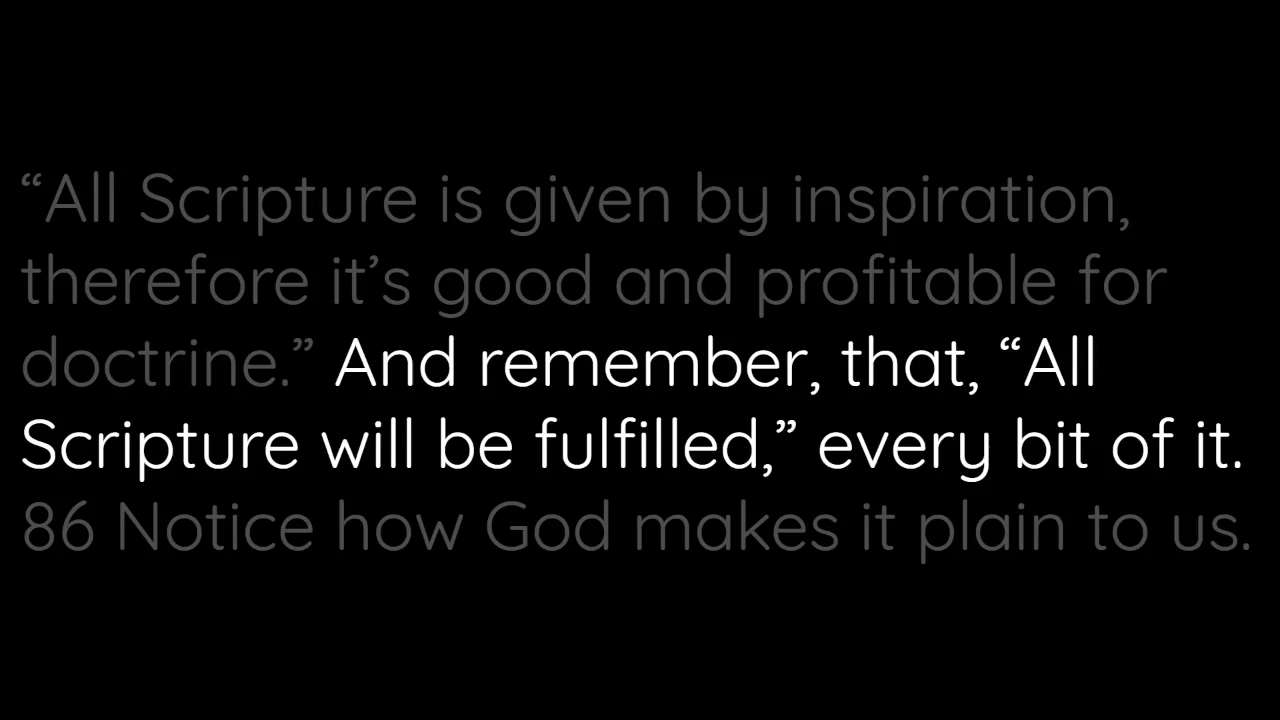 “All Scripture is given by inspiration,
therefore it’s good and profitable for
doctrine.” And remember, that, “All
Scripture will be fulfilled,” every bit of it.
86 Notice how God makes it plain to us.